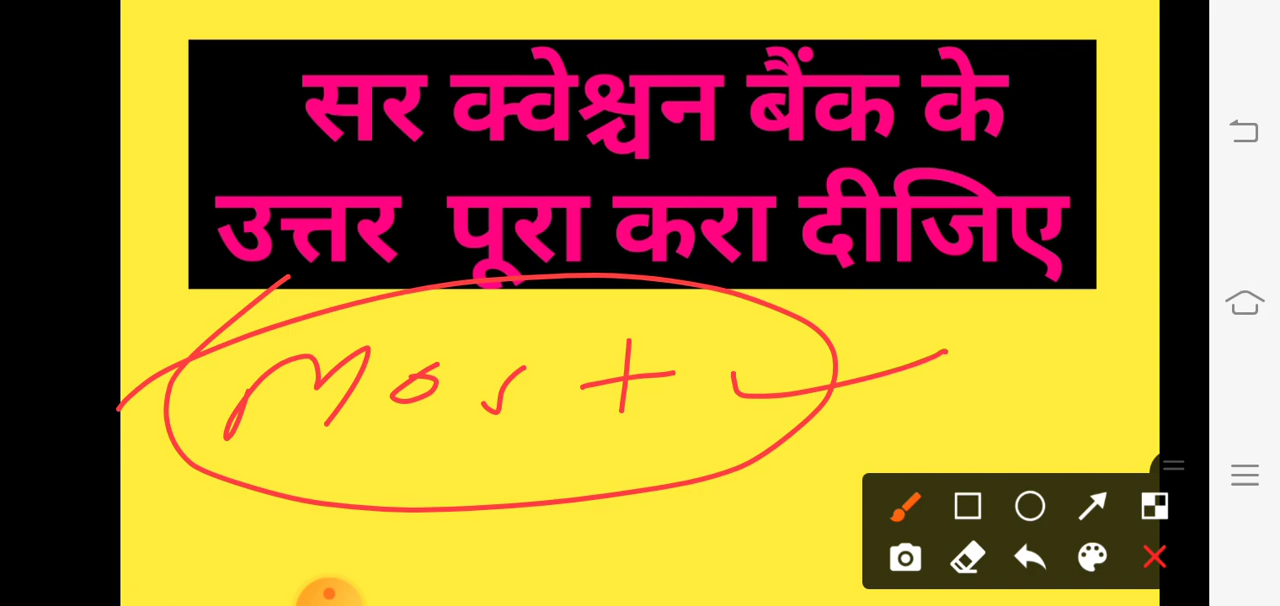 सर क्वेश्चन बैंक के
उत्तर पूरा करा दीजिए
Most